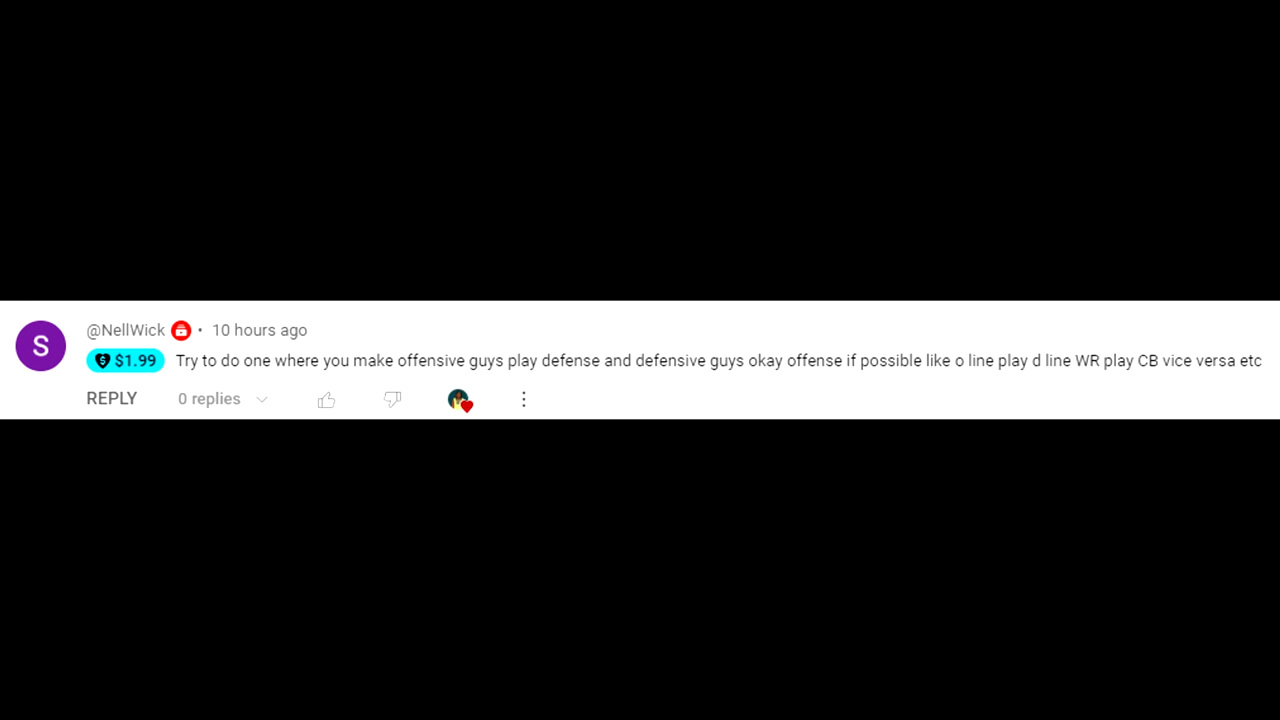 S
@NellWick • 10 hours ago
$1.99 Try to do one where you make offensive guys play defense and defensive guys okay offense if possible like o line play d line WR play CB vice versa etc
REPLY 0 replies